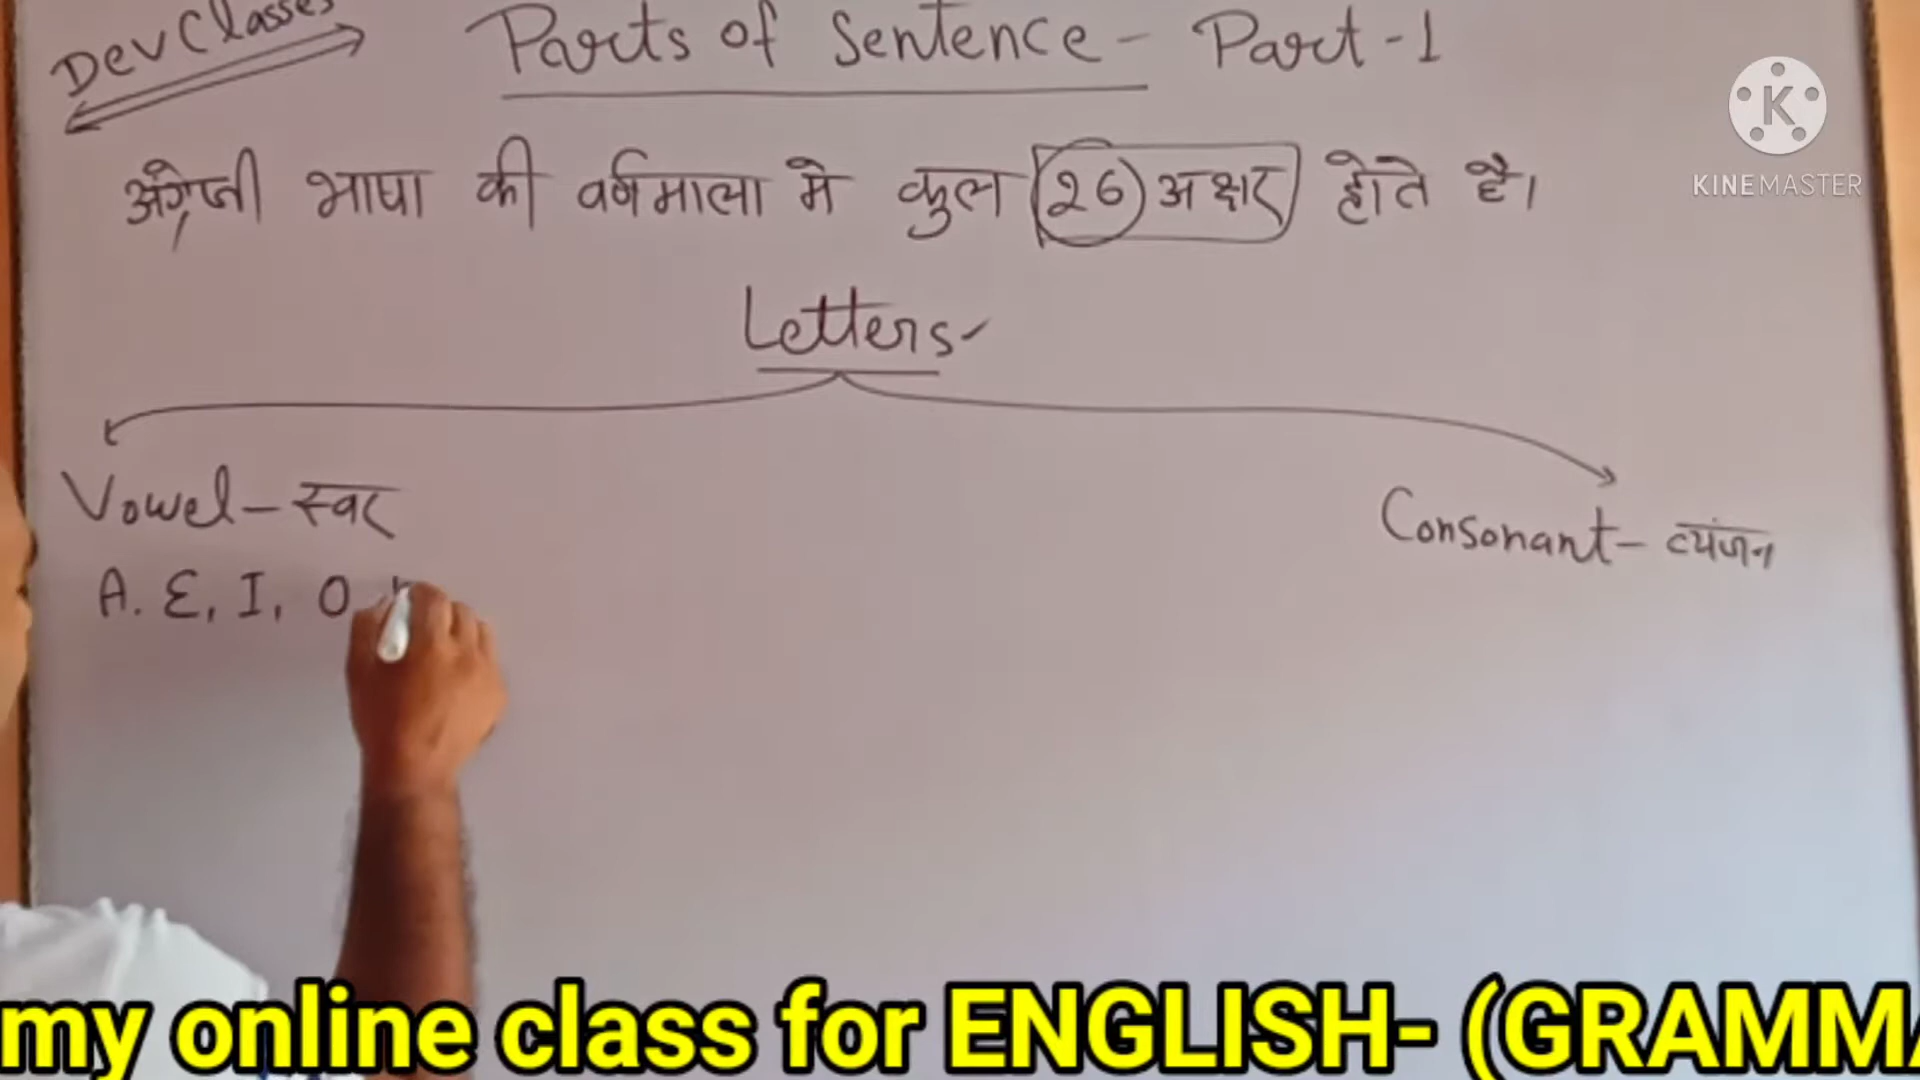 Dev Classes
Parts of Sentence - Part - 1
अंग्रेजी भाषा की वर्णमाला मे कुल 26 अक्षर होते है।
Letters-
Vowel - स्वर
Consonant - व्यंजन
A. E, I, O
KINEMASTER
my online class for ENGLISH- (GRAMMA